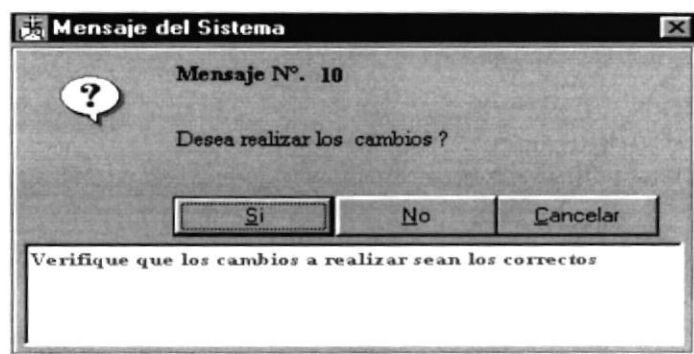 Mensaje del Sistema
Mensaje Nº. 10
Desea realizar los cambios ?
Si No Cancelar
Verifique que los cambios a realizar sean los correctos